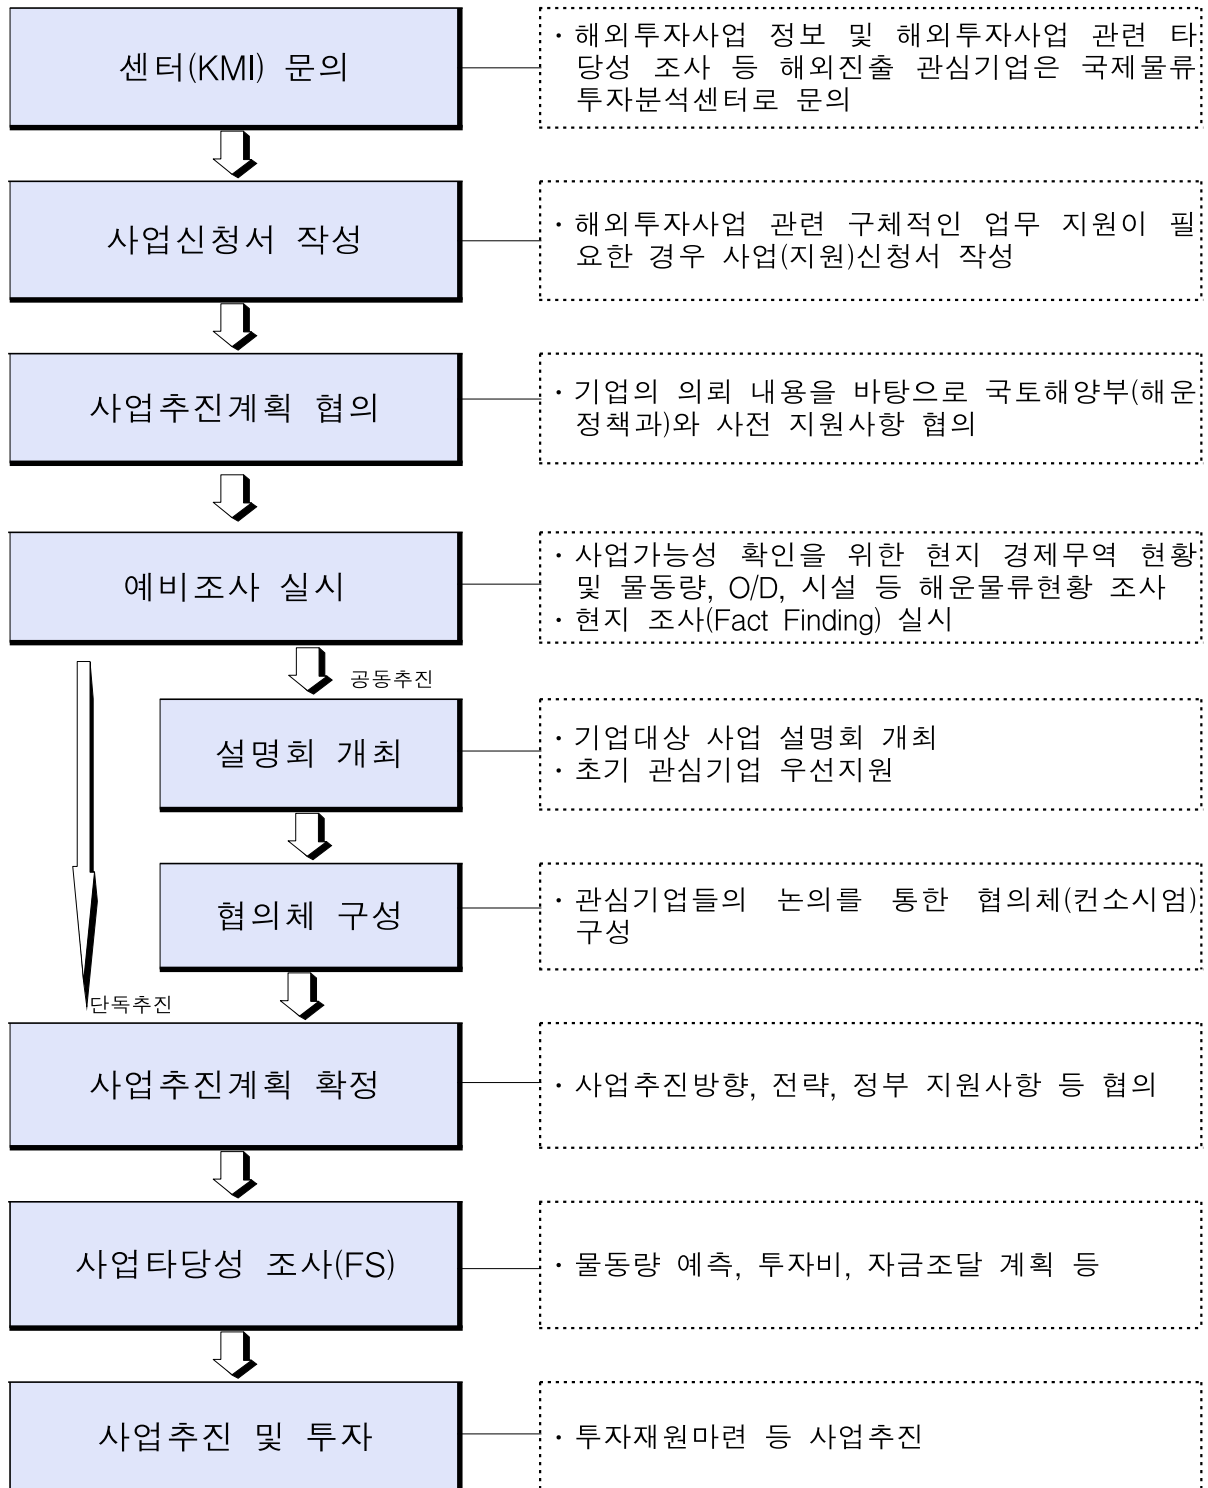 센터(KMI) 문의
· 해외투자사업 정보 및 해외투자사업 관련 타
당성 조사 등 해외진출 관심기업은 국제물류
투자분석센터로 문의
사업신청서 작성
· 해외투자사업 관련 구체적인 업무 지원이 필
요한 경우 사업(지원)신청서 작성
사업추진계획 협의
· 기업의 의뢰 내용을 바탕으로 국토해양부(해운
정책과)와 사전 지원사항 협의
예비조사 실시
· 사업가능성 확인을 위한 현지 경제무역 현황
및 물동량, O/D, 시설 등 해운물류현황 조사
· 현지 조사(Fact Finding) 실시
공동추진
설명회 개최
· 기업대상 사업 설명회 개최
· 초기 관심기업 우선지원
협의체 구성
· 관심기업들의 논의를 통한 협의체(컨소시엄)
구성
단독추진
사업추진계획 확정
· 사업추진방향, 전략, 정부 지원사항 등 협의
사업타당성 조사(FS)
· 물동량 예측, 투자비, 자금조달 계획 등
사업추진 및 투자
· 투자재원마련 등 사업추진